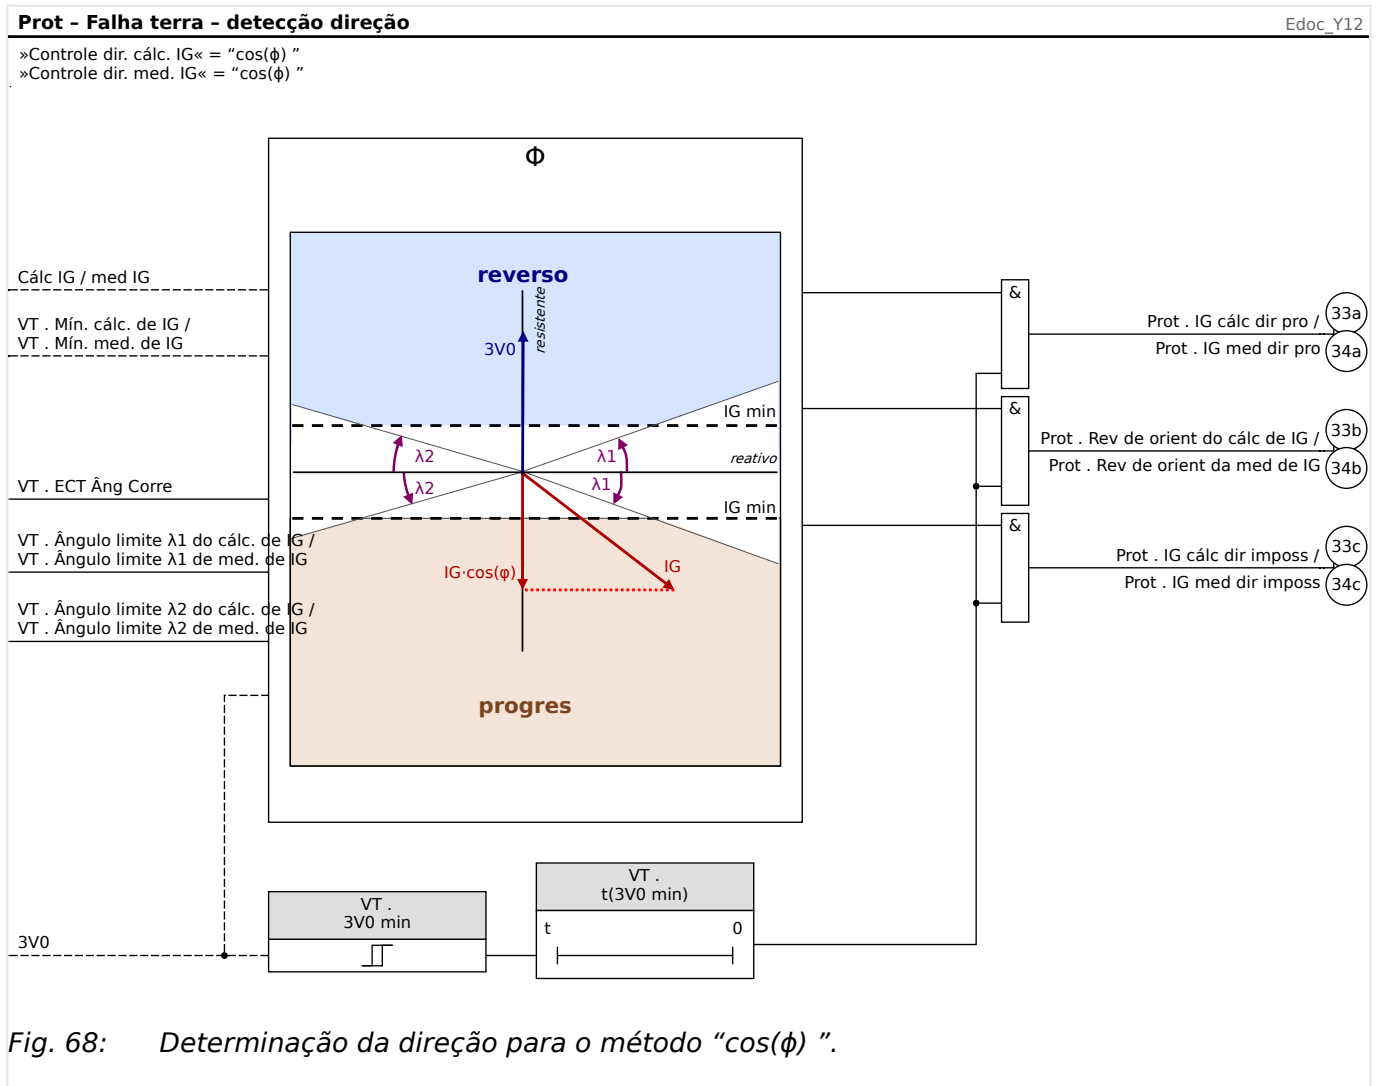 Prot – Falha terra – detecção direção
Edoc_Y12
»Controle dir. cálc. IG« = “cos(ϕ) ”
»Controle dir. med. IG« = “cos(ϕ) ”
Φ
reverso
resistente
3V0
IG min
λ2
λ1
reativo
λ2
λ1
IG min
IG·cos(φ)
IG
progres
Cálc IG / med IG
VT . Mín. cálc. de IG /
VT . Mín. med. de IG
VT . ECT Âng Corre
VT . Ângulo limite λ1 do cálc. de IG /
VT . Ângulo limite λ1 de med. de IG
VT . Ângulo limite λ2 do cálc. de IG /
VT . Ângulo limite λ2 de med. de IG
3V0
VT .
3V0 min
VT .
t(3V0 min)
t
0
&
Prot . IG cálc dir pro /
33a
Prot . IG med dir pro
34a
&
Prot . Rev de orient do cálc de IG /
33b
Prot . Rev de orient da med de IG
34b
&
Prot . IG cálc dir imposs /
33c
Prot . IG med dir imposs
34c
Fig. 68: Determinação da direção para o método “cos(ϕ) ”.